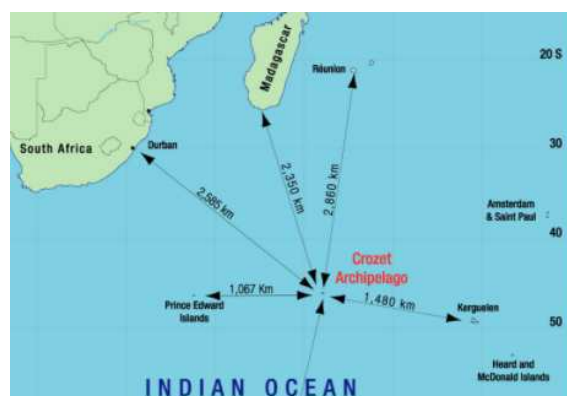 Madagascar
20 S
Réunion
South Africa
Durban
30
2,350 km
2,860 km
2,585 km
Amsterdam
& Saint Paul
40
Crozet
Archipelago
1,067 Km
Prince Edward
Islands
1,480 km
Kerguelen
50
Heard and
McDonald Islands
INDIAN OCEAN